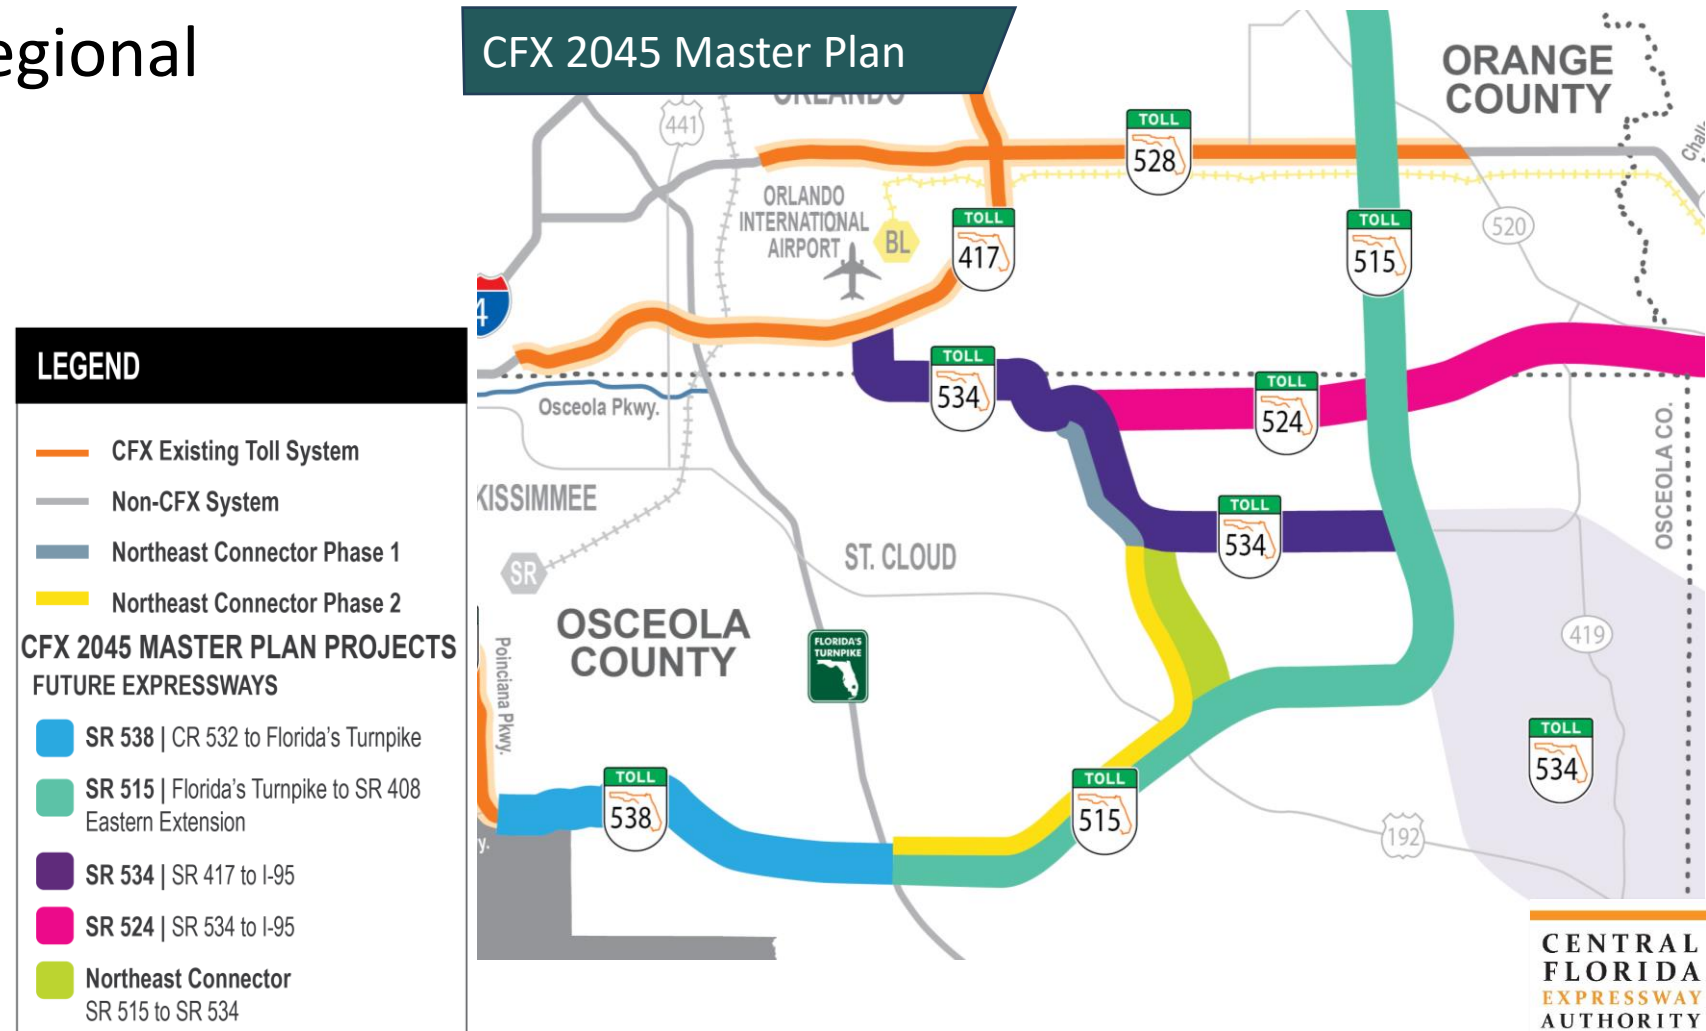 egional
CFX 2045 Master Plan
ORLANDO
ORANGE
COUNTY
441
TOLL
528
ORLANDO
INTERNATIONAL
AIRPORT
BL
TOLL
417
TOLL
515
520
4
Osceola Pkwy.
TOLL
534
TOLL
524
OSCEOLA CO.
KISSIMMEE
SR
ST. CLOUD
TOLL
534
OSCEOLA
COUNTY
FLORIDA'S
TURNPIKE
419
Poinciana Pkwy.
TOLL
538
TOLL
515
192
TOLL
534
y.
LEGEND
CFX Existing Toll System
Non-CFX System
Northeast Connector Phase 1
Northeast Connector Phase 2
CFX 2045 MASTER PLAN PROJECTS
FUTURE EXPRESSWAYS
SR 538 | CR 532 to Florida's Turnpike
SR 515 | Florida's Turnpike to SR 408
Eastern Extension
SR 534 | SR 417 to I-95
SR 524 | SR 534 to I-95
Northeast Connector
SR 515 to SR 534
CENTRAL
FLORIDA
EXPRESSWAY
AUTHORITY